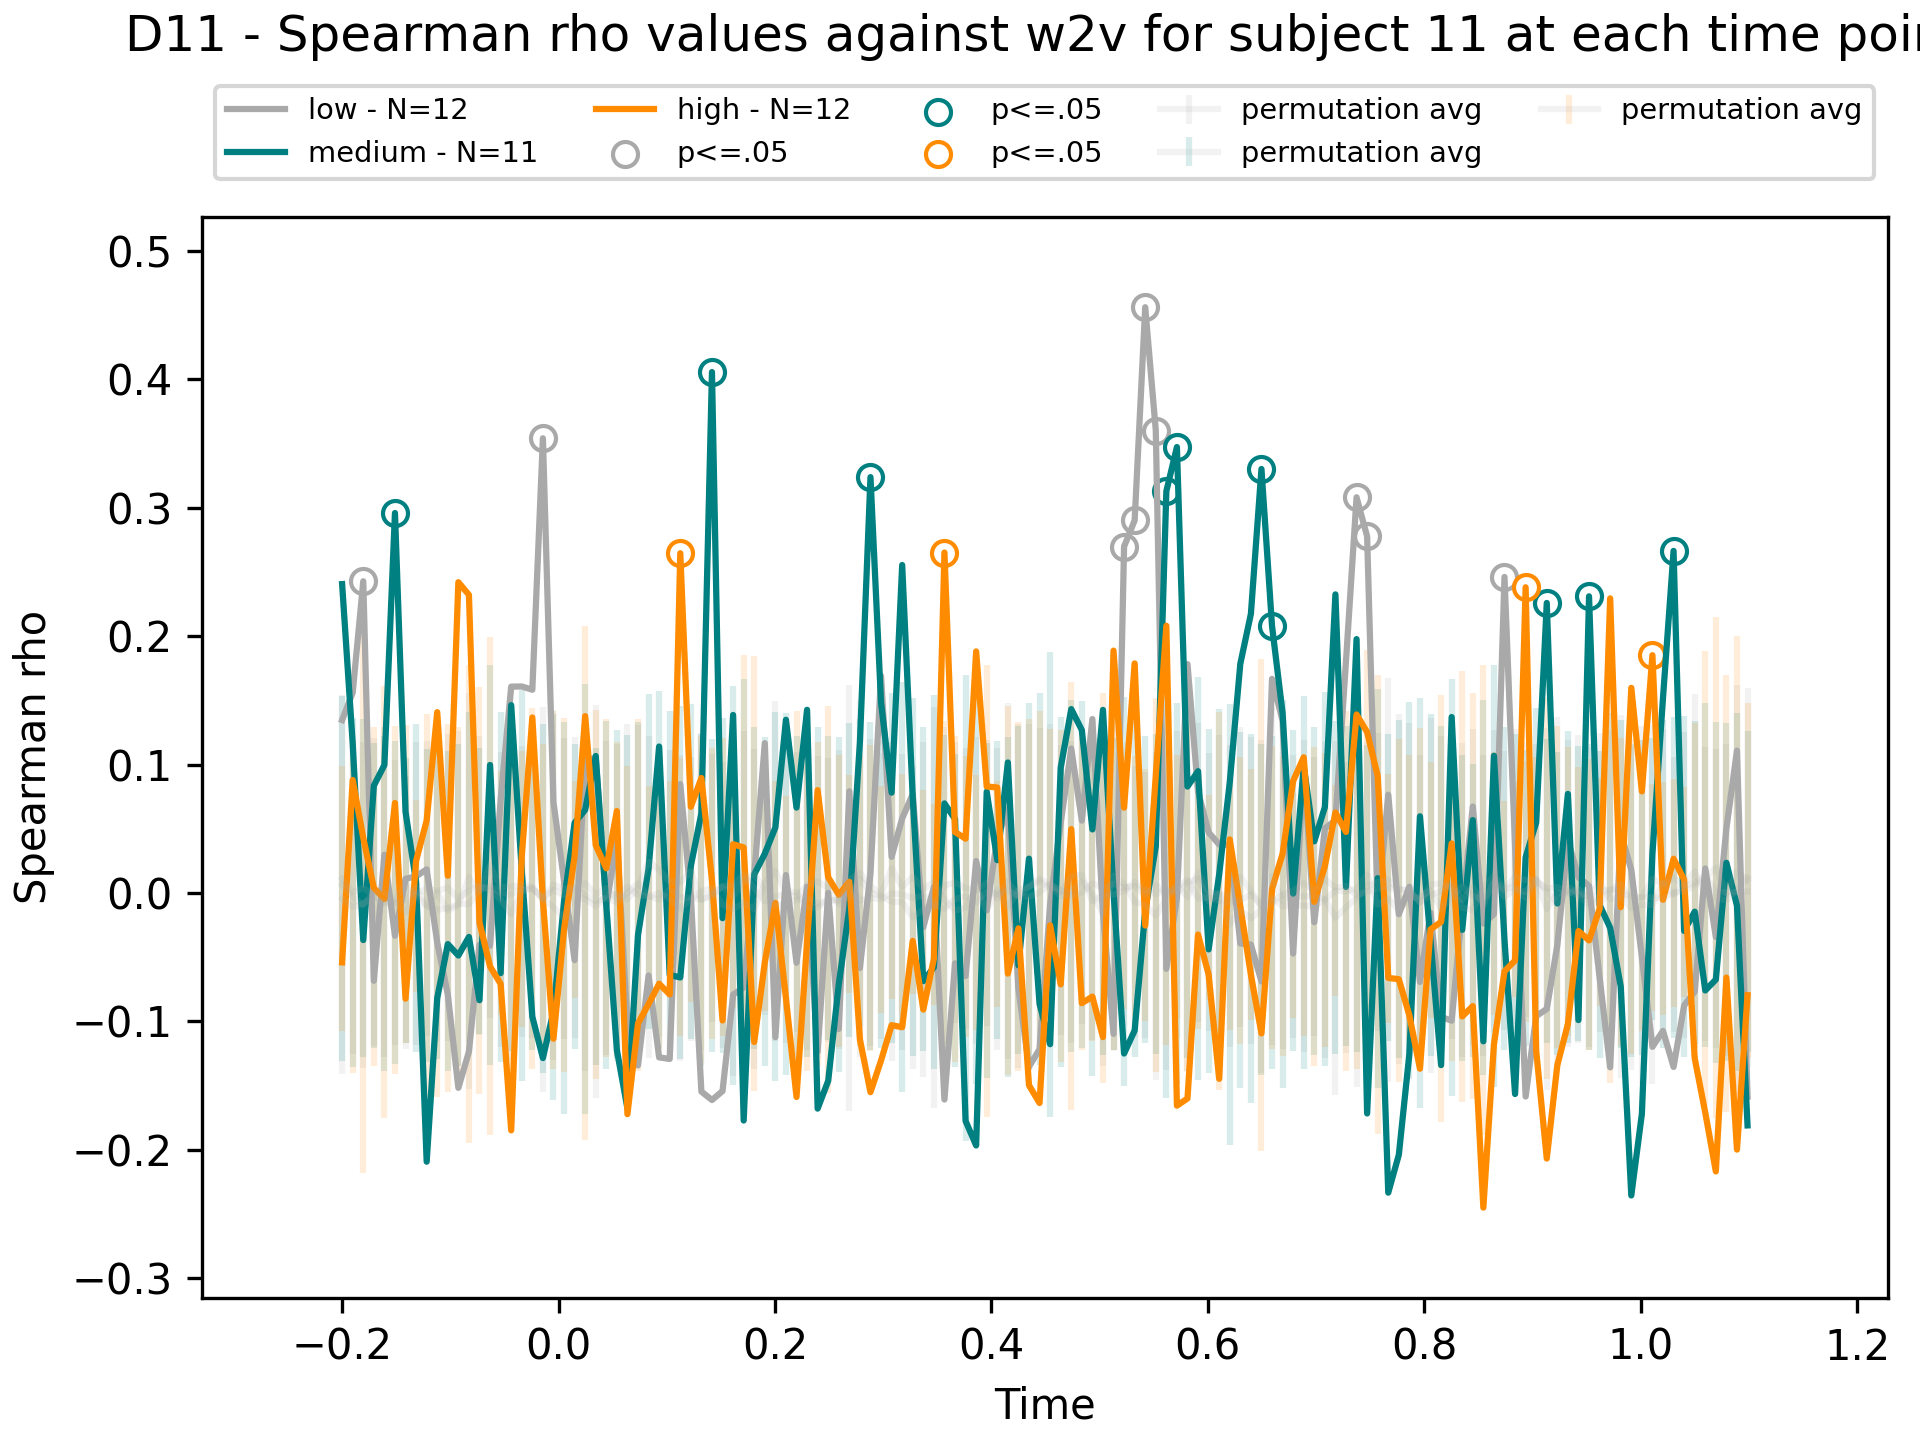 D11 - Spearman rho values against w2v for subject 11 at each time
low - N=12
medium - N=11
high - N=12
p<=.05
p<=.05
p<=.05
permutation avg
permutation avg
permutation avg
Spearman rho
0.5
0.4
0.3
0.2
0.1
0.0
−0.1
−0.2
−0.3
−0.2
0.0
0.2
0.4
0.6
0.8
1.0
1.2
Time